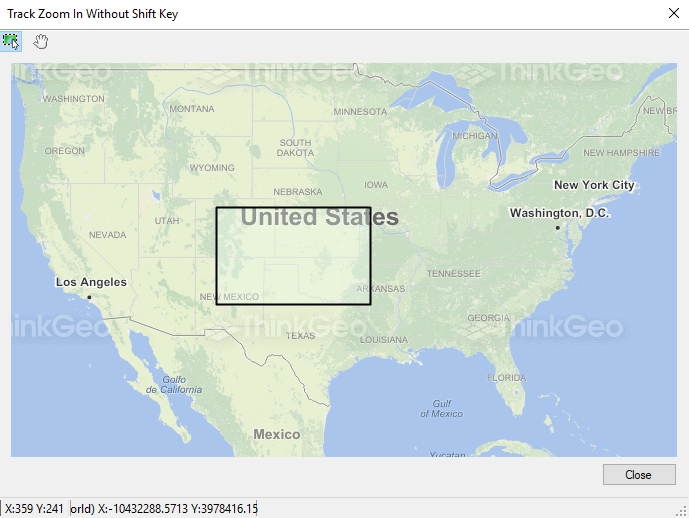 Track Zoom In Without Shift Key
ThinkGeo ThinkGeo ThinkGeo
WASHINGTON
MONTANA
MINNESOTA
NEW BR
OREGON
SOUTH
DAKOTA
MICHIGAN
WYOMING
NEW HAMPSHIRE
NEBRASKA
IOWA
New York City
UTAH
United States
Washington, D.C.
NEVADA
TENNESSEE
Los Angeles
NEW MEXICO
ARKANSAS
GEORGIA
hinkGeo ThinkGeo ThinkGeo
TEXAS
LOUISIANA
FLORIDA
Golfo
de California
Gulf
of Mexico
Mexico
Yucatan
Close
X:359 Y:241 orld) X:-10432288.5713 Y:3978416.15